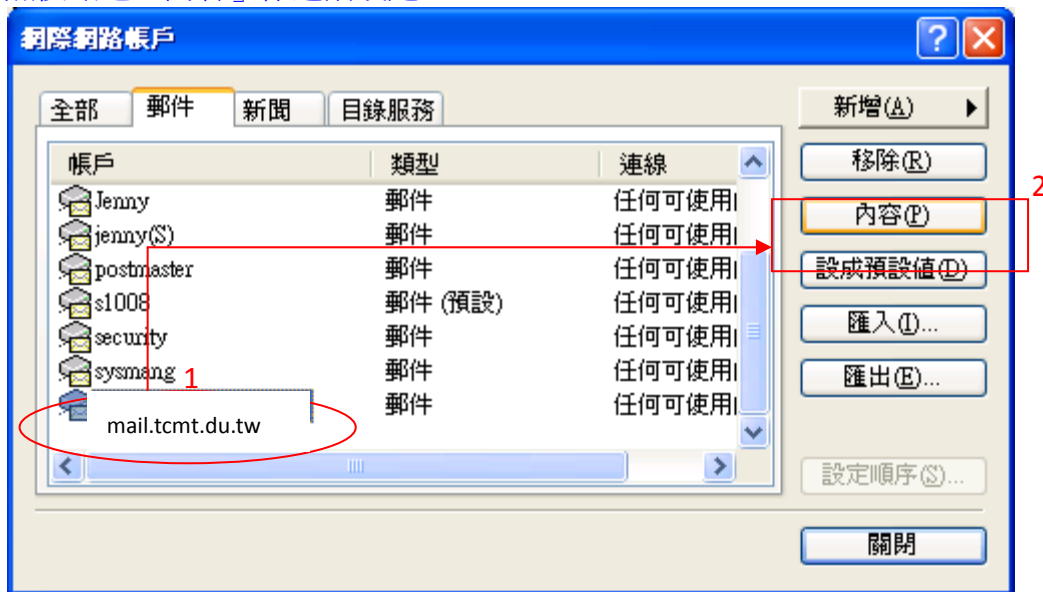 網際網路帳戶
全部 郵件 新聞 目錄服務
新增(A)
帳戶 類型 連線
移除(R)
2
Jenny 郵件 任何可使用
內容(P)
jenny(S) 郵件 任何可使用
postmaster 郵件 任何可使用
設成預設值(D)
s1008 郵件 (預設) 任何可使用
匯入(I)...
security 郵件 任何可使用
sysmang 郵件 任何可使用
1
匯出(E)...
郵件 任何可使用
mail.tcmt.du.tw
設定順序(S)...
關閉